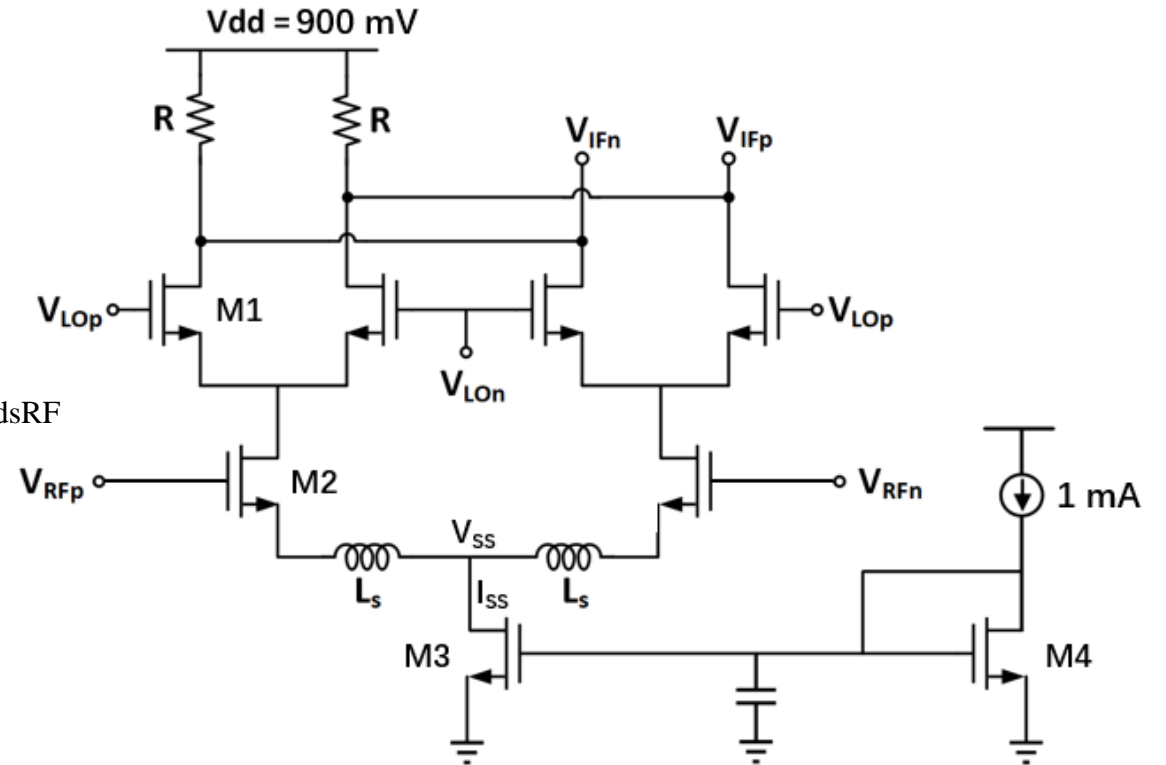 Vdd = 900 mV
R
R
VIFn
VIFp
VLOp
M1
VLOp
VLOn
dsRF
VRFp
M2
VRFn
1 mA
VSS
Ls
ISS
Ls
M3
M4